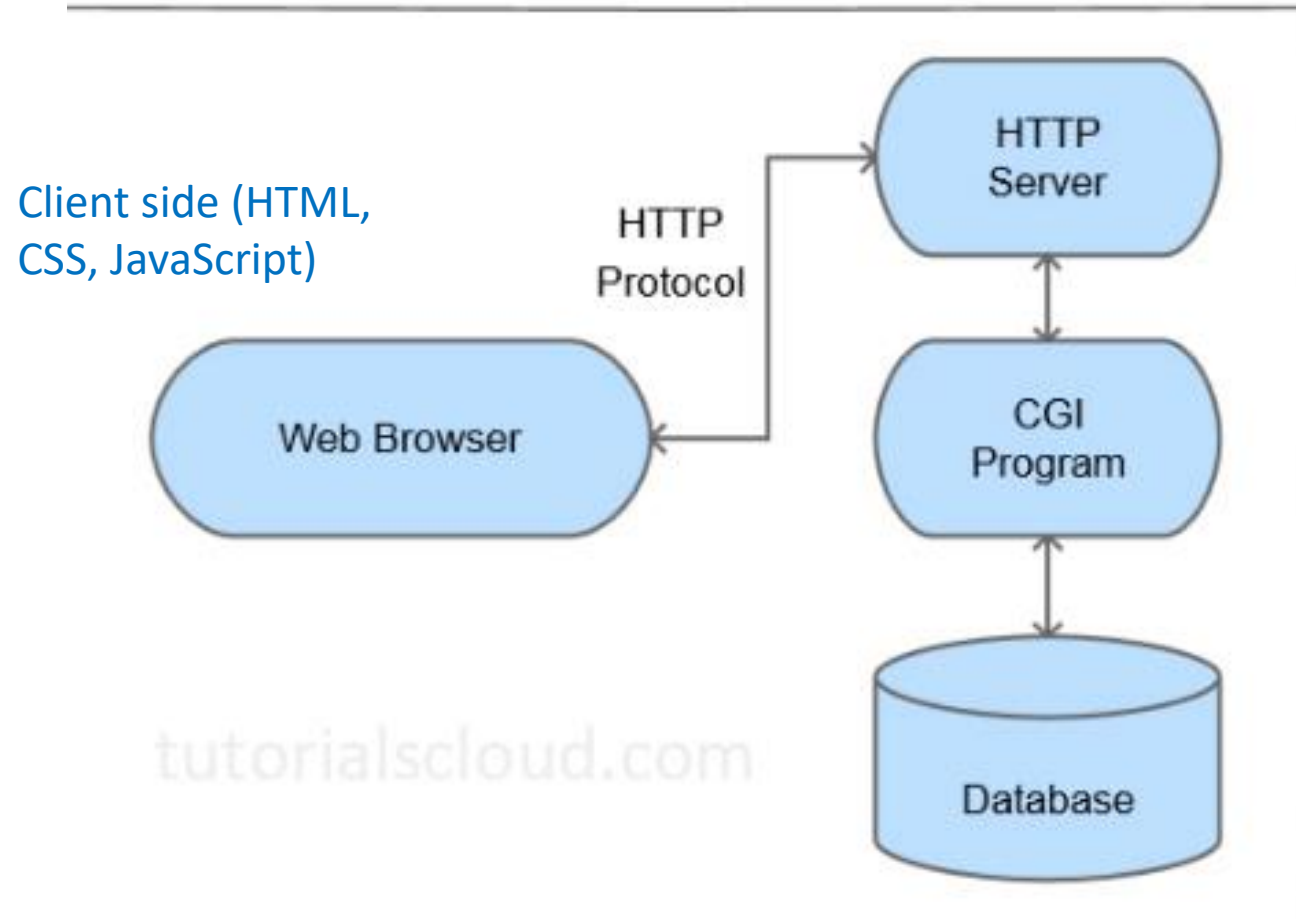 Client side (HTML,
CSS, JavaScript)
HTTP
Protocol
HTTP
Server
Web Browser
CGI
Program
Database
tutorialscloud.com